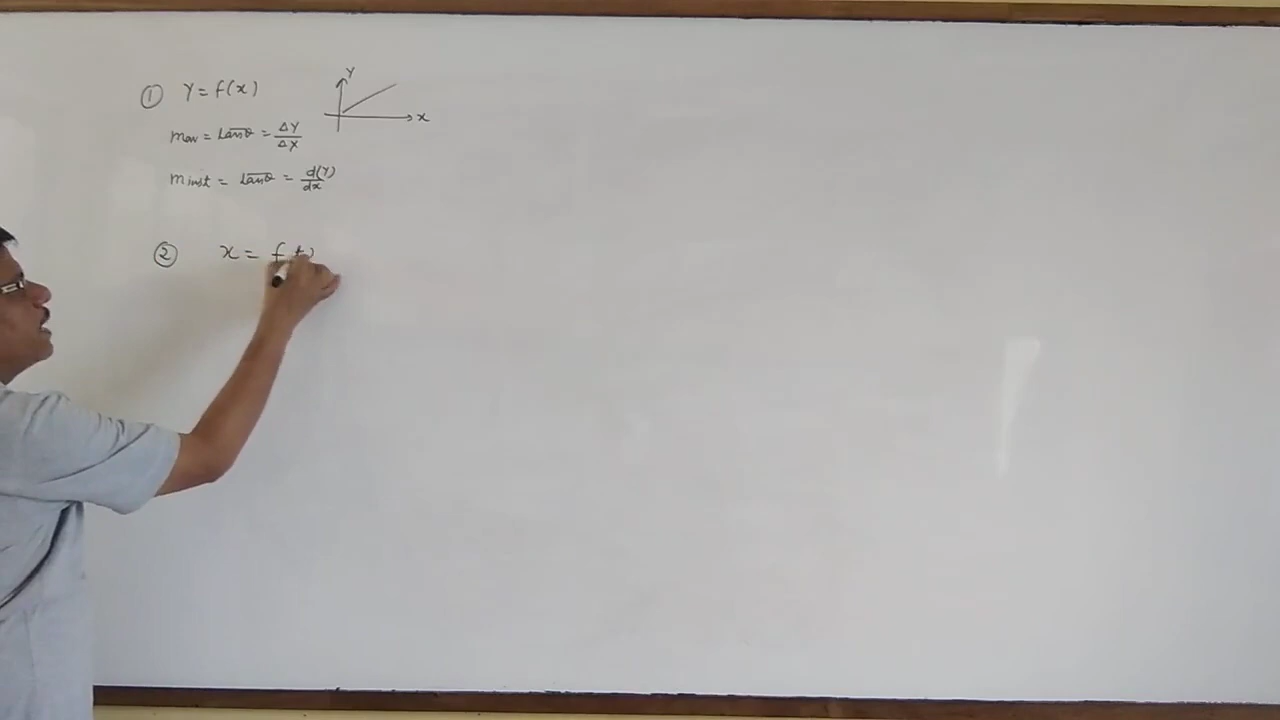 ① Y = f(x)
Y
x
mav = tanθ = ΔY/ΔX
minst = tanθ = d(Y)/dx
② x = f t)